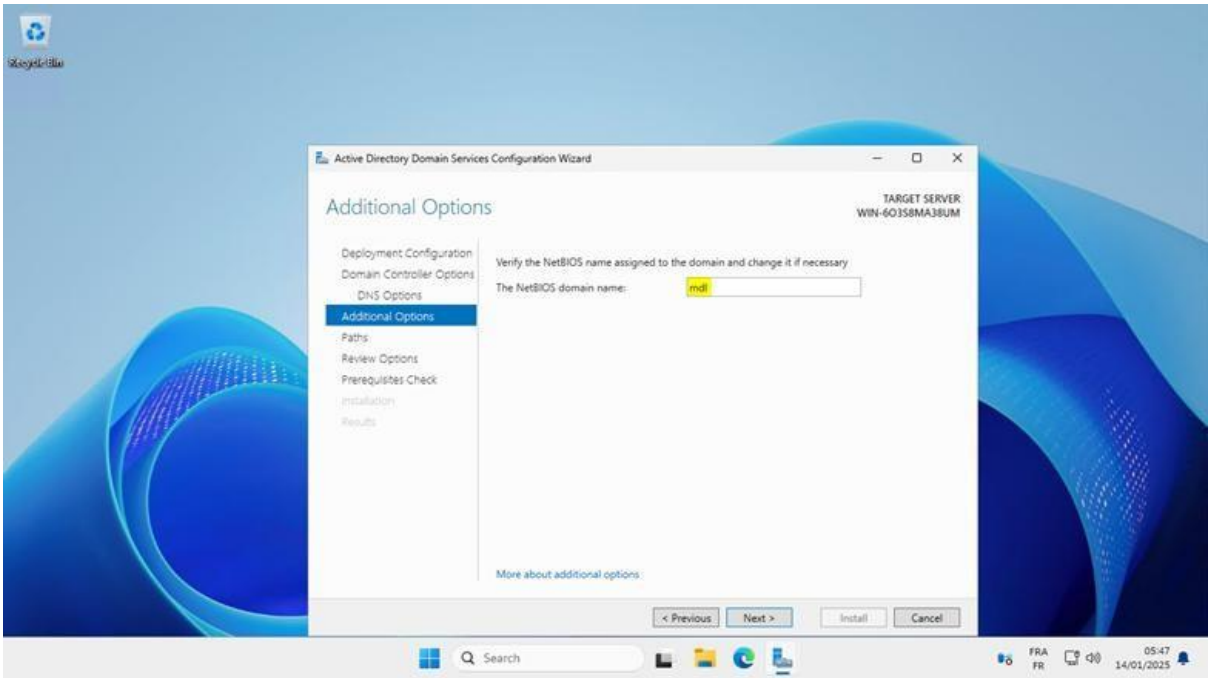 Recycle Bin
Active Directory Domain Services Configuration Wizard
Additional Options
TARGET SERVER
WIN-6O3S8MA38UM
Deployment Configuration
Domain Controller Options
DNS Options
Additional Options
Paths
Review Options
Prerequisites Check
Installation
Results
Verify the NetBIOS name assigned to the domain and change it if necessary
The NetBIOS domain name: mdl
More about additional options
< Previous Next > Install Cancel
Search
FRA
FR
05:47
14/01/2025